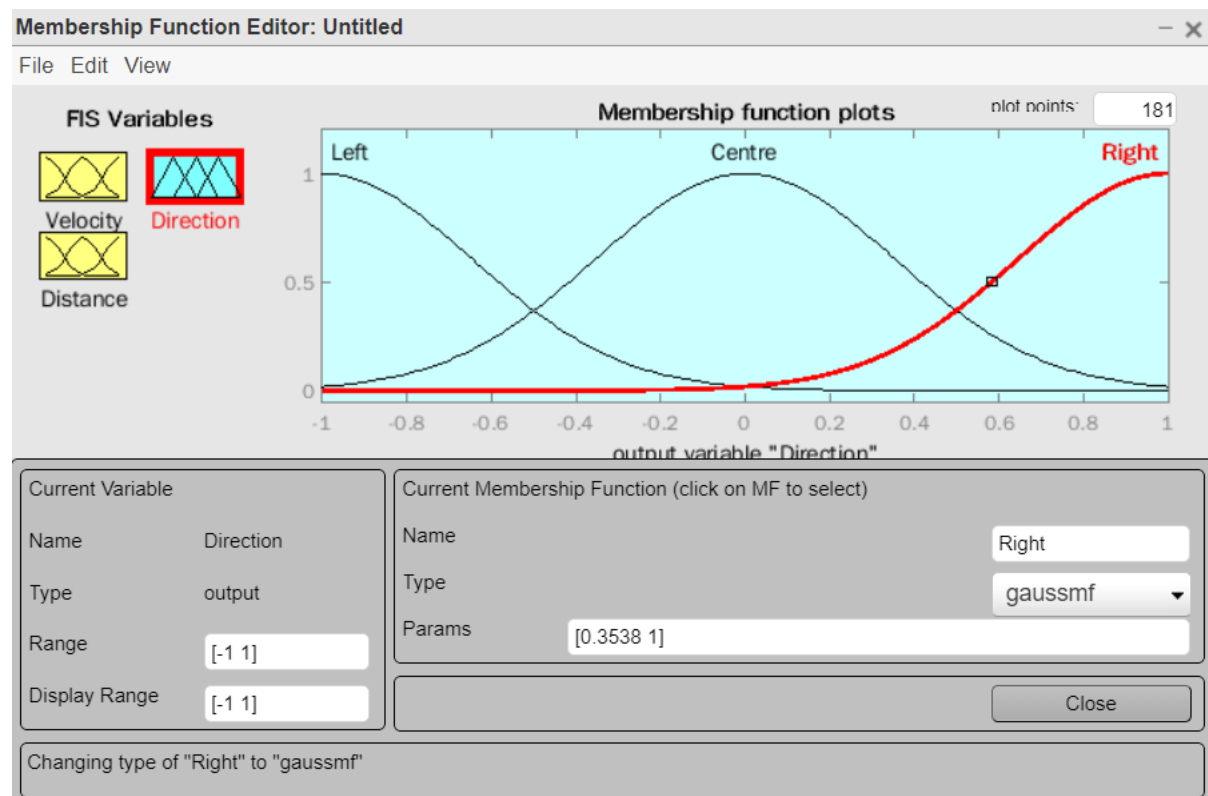 Membership Function Editor: Untitled
File Edit View
FIS Variables
Velocity
Direction
Distance
Membership function plots
plot points:
181
Left
Centre
Right
1
0.5
0
-1 -0.8 -0.6 -0.4 -0.2 0 0.2 0.4 0.6 0.8 1
output variable "Direction"
Current Variable
Name Direction
Type output
Range [-1 1]
Display Range [-1 1]
Current Membership Function (click on MF to select)
Name Right
Type gaussmf
Params [0.3538 1]
Close
Changing type of "Right" to "gaussmf"